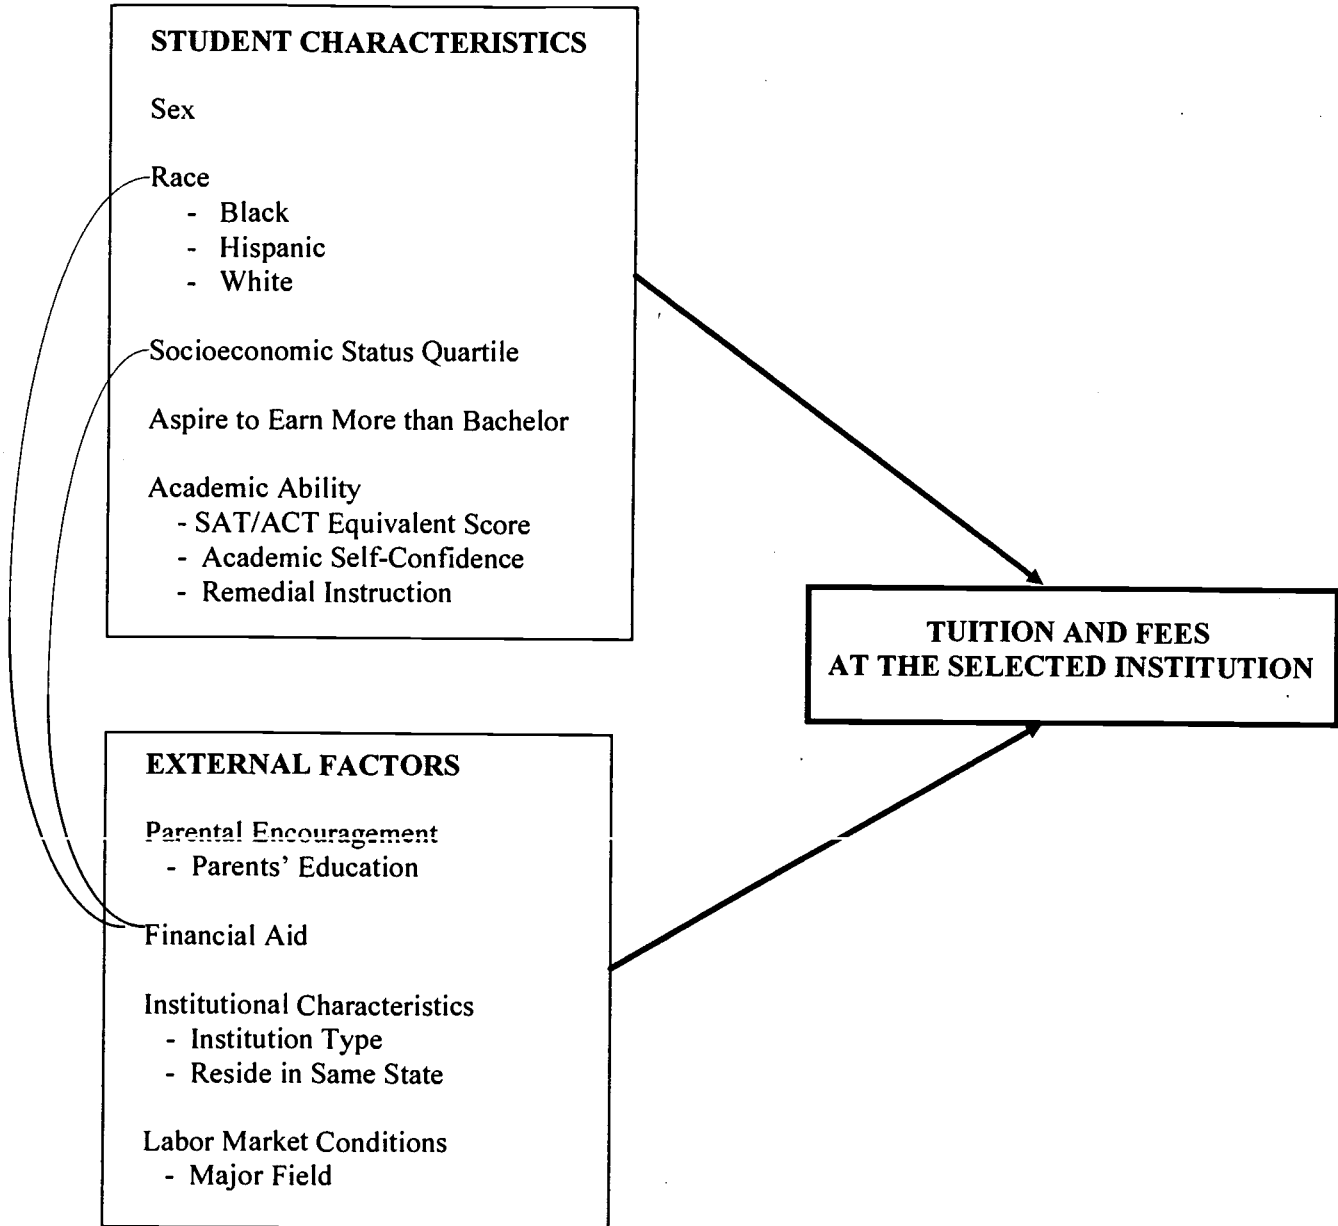 STUDENT CHARACTERISTICS
Sex
Race
- Black
- Hispanic
- White
Socioeconomic Status Quartile
Aspire to Earn More than Bachelor
Academic Ability
- SAT/ACT Equivalent Score
- Academic Self-Confidence
- Remedial Instruction
TUITION AND FEES
AT THE SELECTED INSTITUTION
EXTERNAL FACTORS
Parental Encouragement
- Parents' Education
Financial Aid
Institutional Characteristics
- Institution Type
- Reside in Same State
Labor Market Conditions
- Major Field